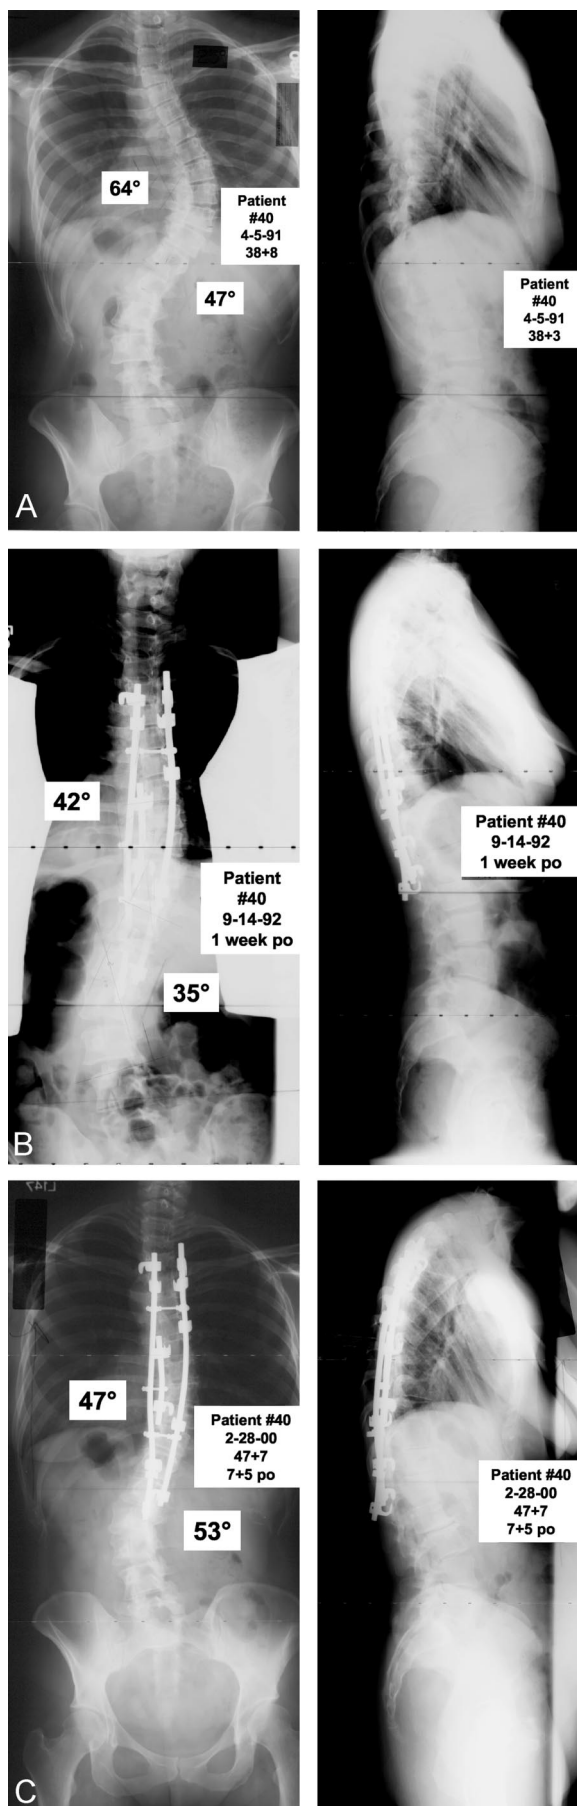 64°
Patient
#40
4-5-91
38+8
47°
Patient
#40
4-5-91
38+3
A
42°
Patient
#40
9-14-92
1 week po
35°
Patient #40
9-14-92
1 week po
B
L147
47°
Patient #40
2-28-00
47+7
7+5 po
53°
Patient #40
2-28-00
47+7
7+5 po
C